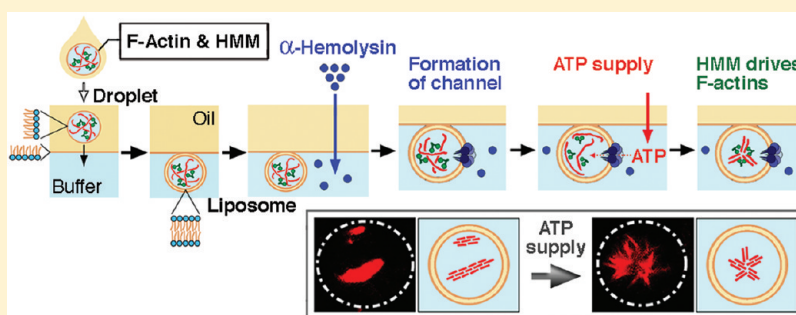 F-Actin & HMM
Droplet
Buffer
Oil
Liposome
α-Hemolysin
Formation
of channel
ATP supply
ATP
HMM drives
F-actins
ATP
supply